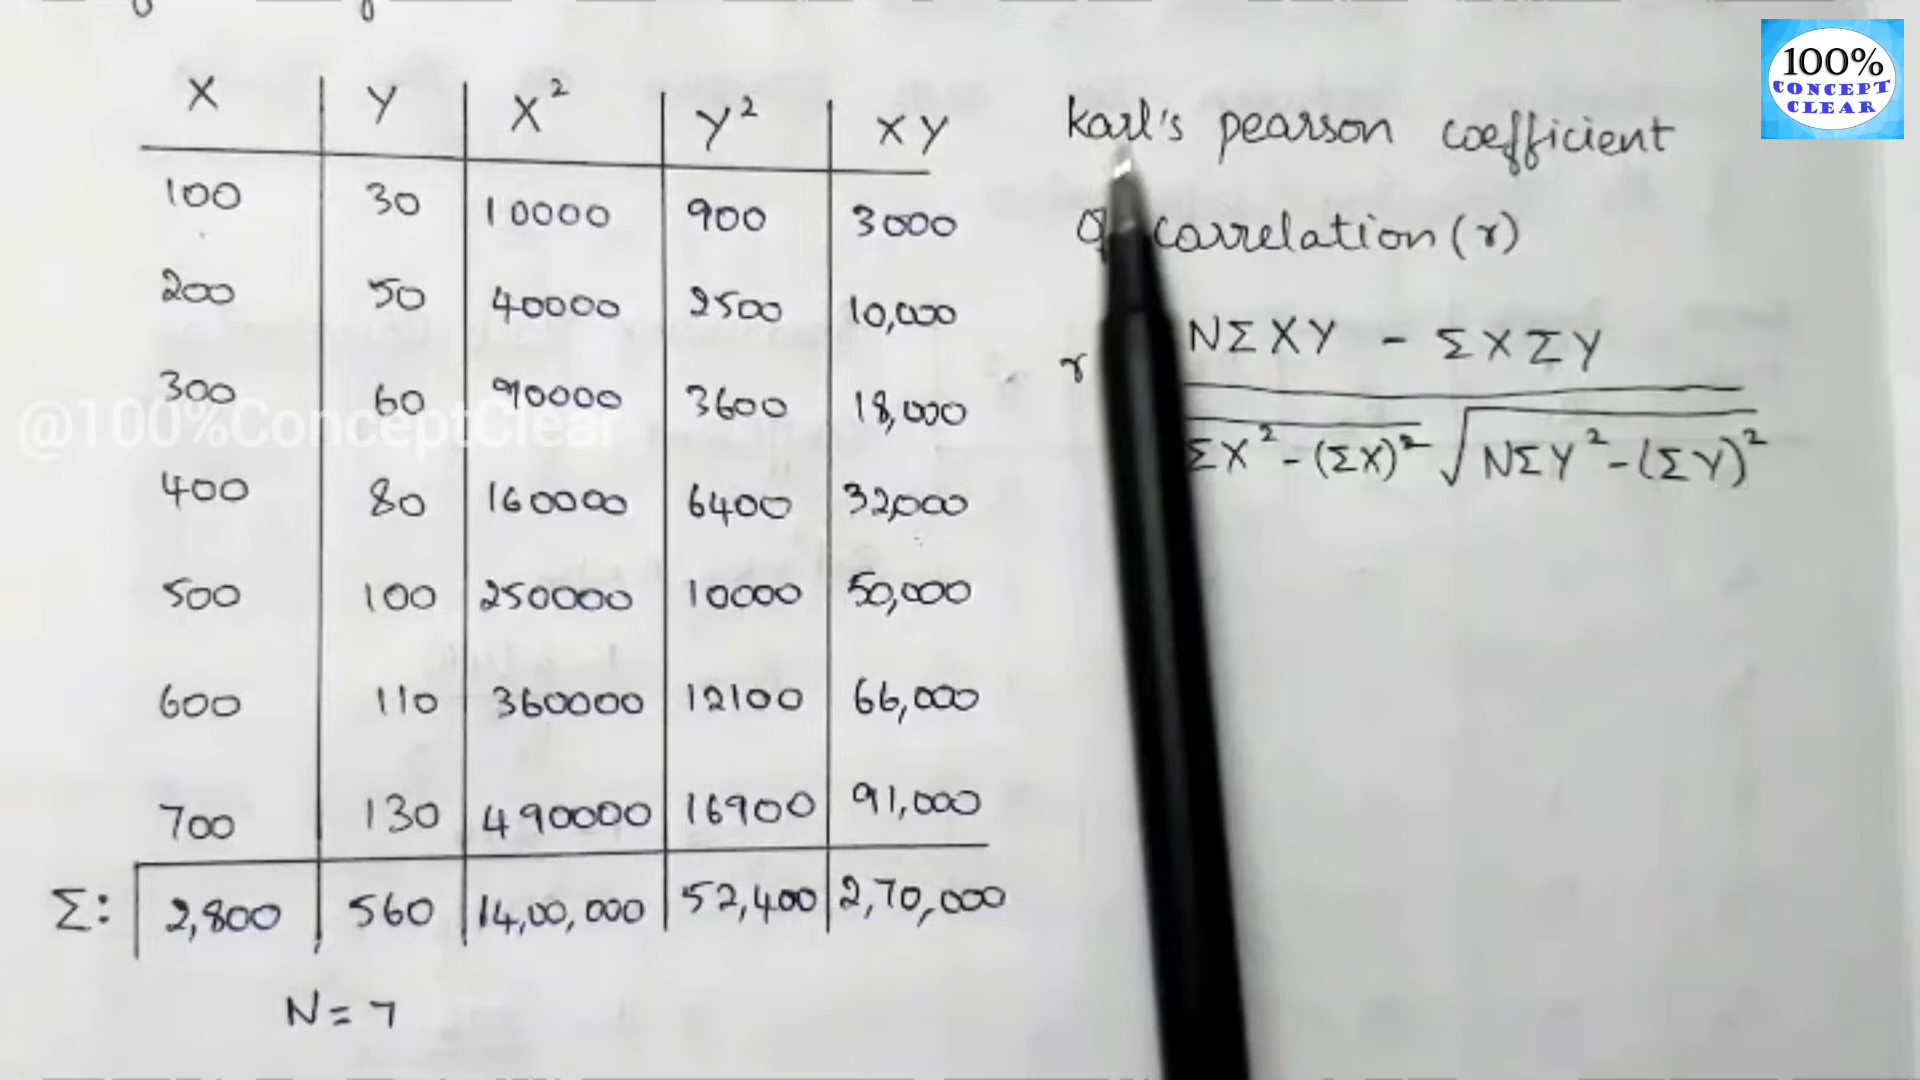 100%
CONCEPT
CLEAR
X Y X² Y² XY
100 30 10000 900 3000
200 50 40000 2500 10,000
300 60 90000 3600 18,000
@100%ConceptClear
400 80 160000 6400 32,000
500 100 250000 10000 50,000
600 110 360000 12100 66,000
700 130 490000 16900 91,000
Σ: 2,800 560 14,00,000 52,400 2,70,000
N = 7
Karl's pearson coefficient
correlation (r)
r
NΣXY - ΣXΣY
ΣX² - (ΣX)² √NΣY² - (ΣY)²